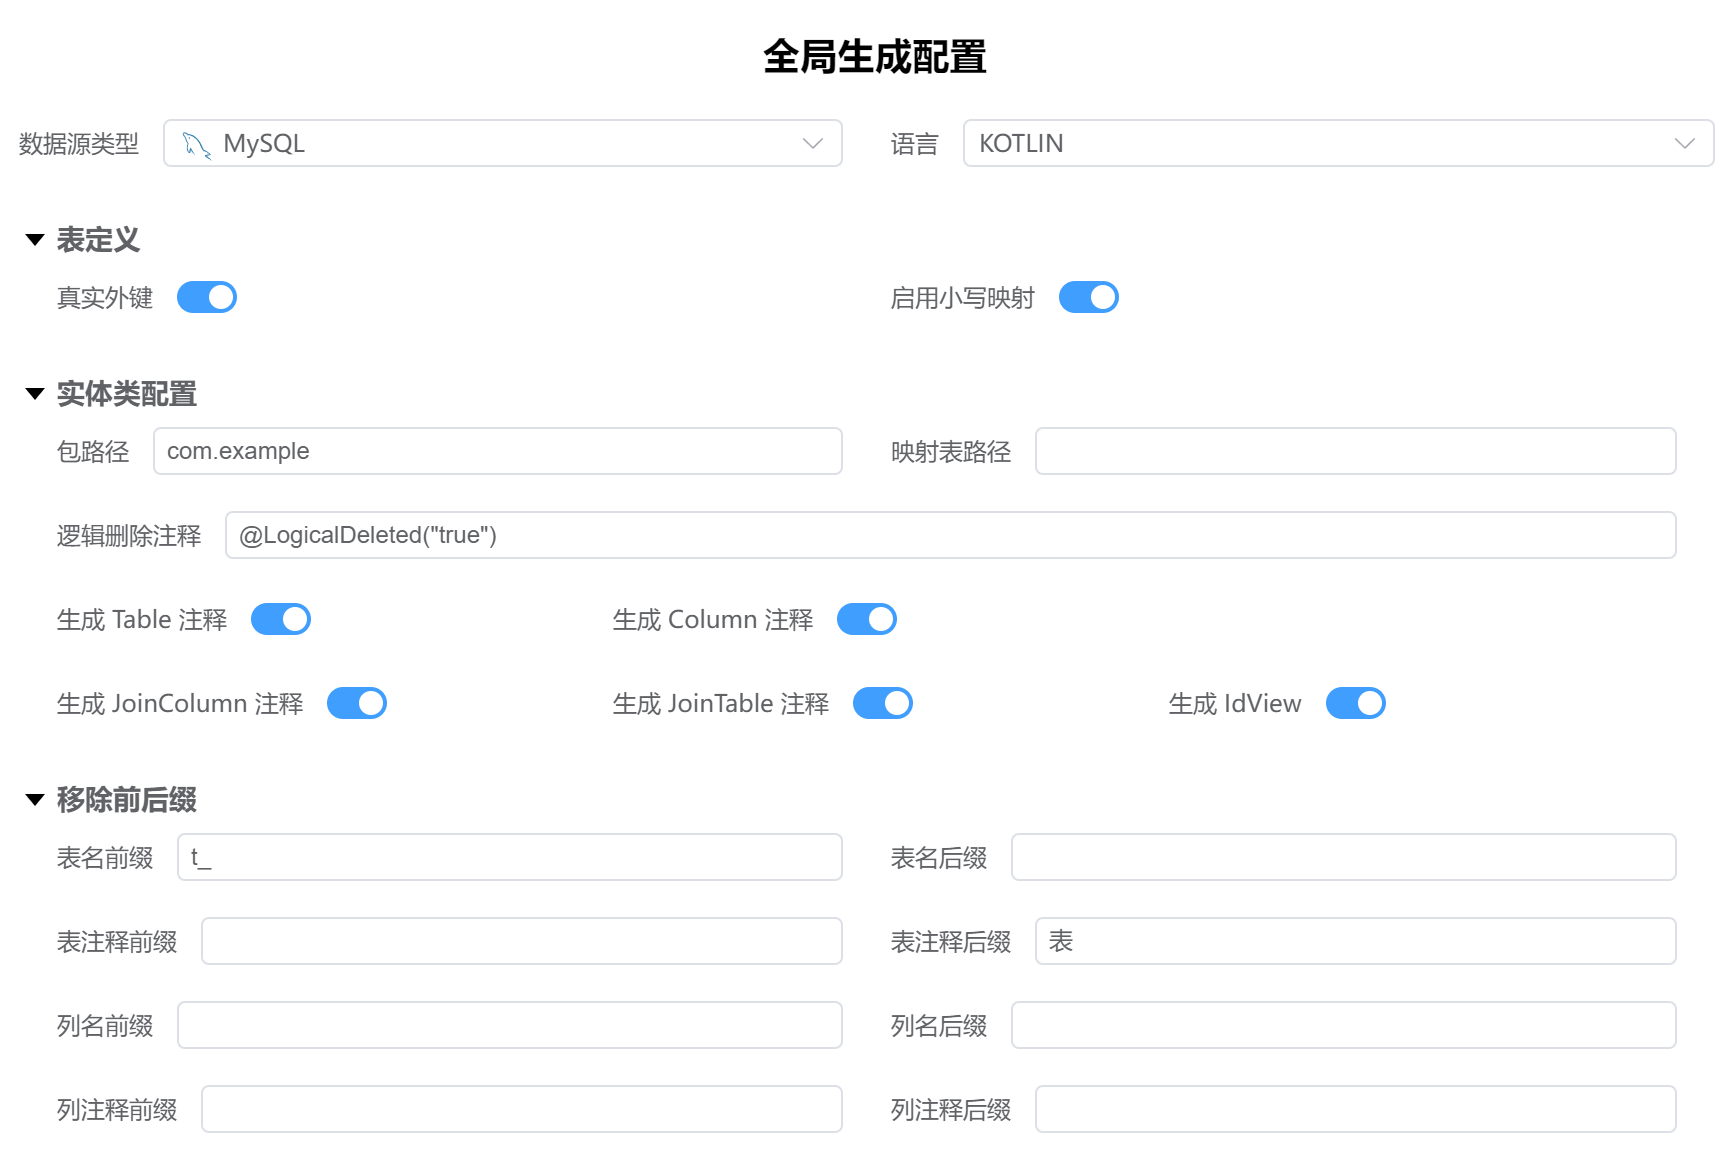 全局生成配置
数据源类型 MySQL 语言 KOTLIN
表定义
真实外键 启用小写映射
实体类配置
包路径 com.example 映射表路径
逻辑删除注释 @LogicalDeleted("true")
生成 Table 注释 生成 Column 注释
生成 JoinColumn 注释 生成 JoinTable 注释 生成 IdView
移除前后缀
表名前缀 t_ 表名后缀
表注释前缀 表注释后缀 表
列名前缀 列名后缀
列注释前缀 列注释后缀